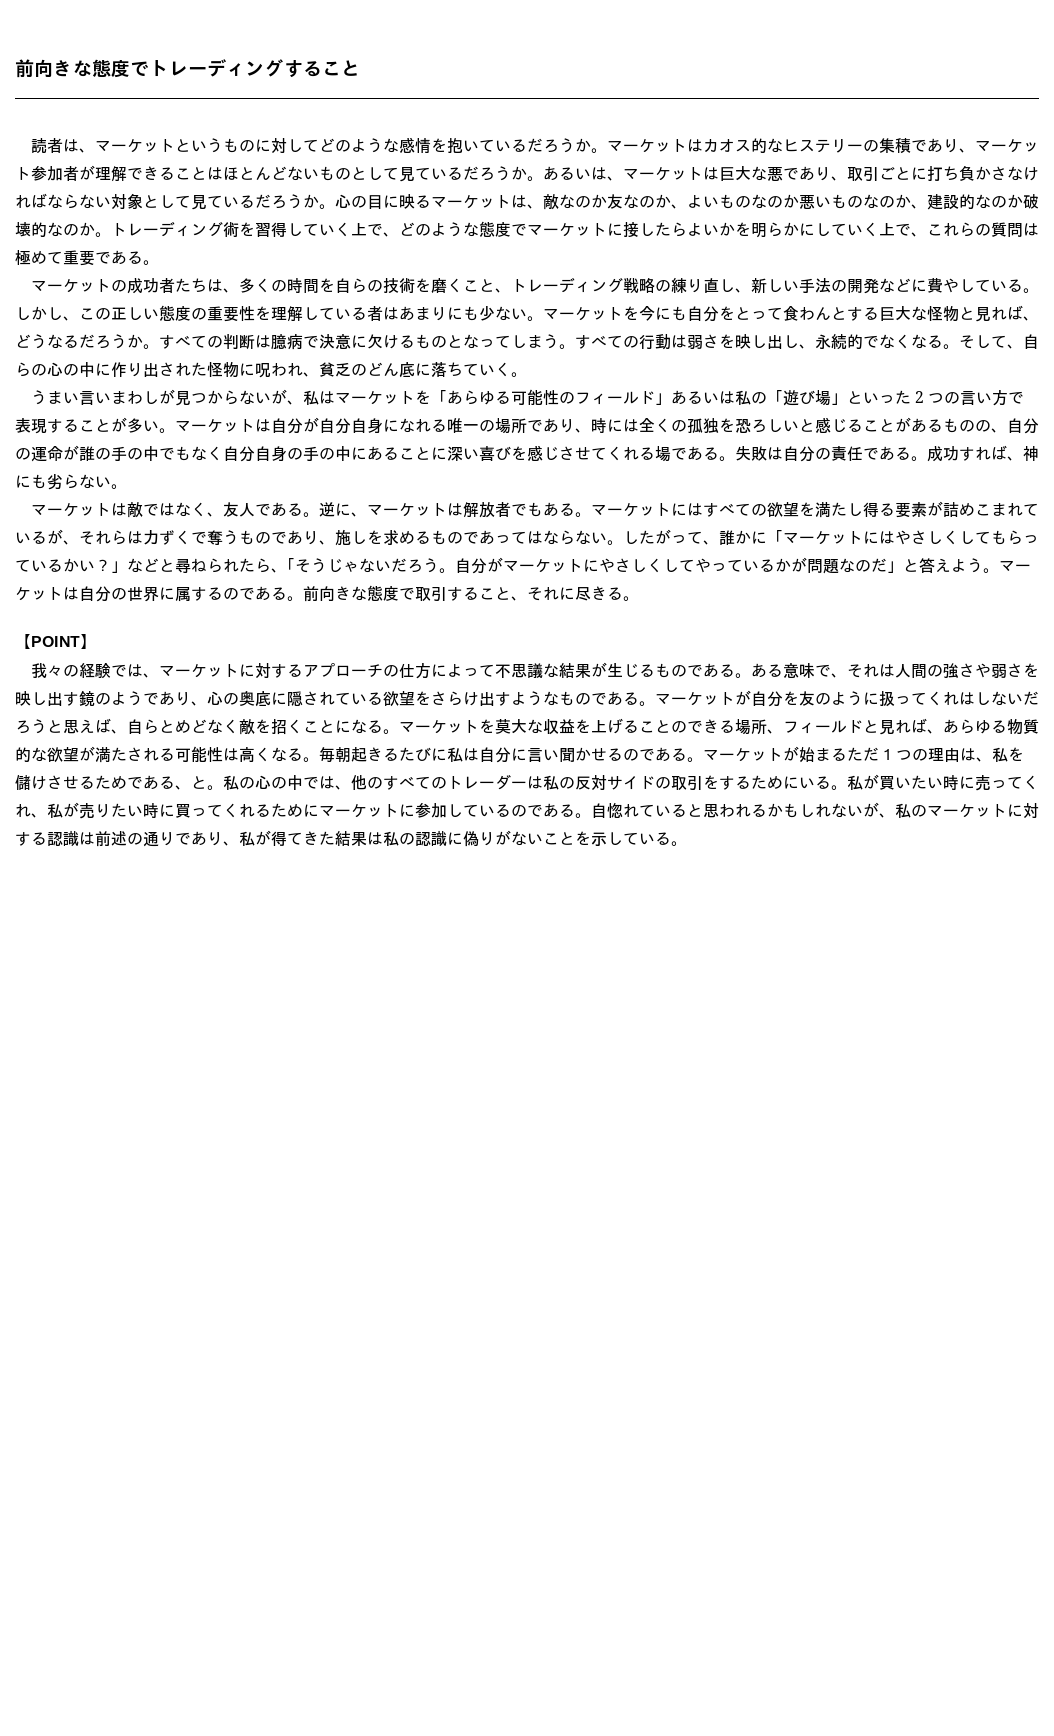 前向きな態度でトレーディングすること
　読者は、マーケットというものに対してどのような感情を抱いているだろうか。マーケットはカオス的なヒステリーの集積であり、マーケッ
ト参加者が理解できることはほとんどないものとして見ているだろうか。あるいは、マーケットは巨大な悪であり、取引ごとに打ち負かさなけ
ればならない対象として見ているだろうか。心の目に映るマーケットは、敵なのか友なのか、よいものなのか悪いものなのか、建設的なのか破
壊的なのか。トレーディング術を習得していく上で、どのような態度でマーケットに接したらよいかを明らかにしていく上で、これらの質問は
極めて重要である。
　マーケットの成功者たちは、多くの時間を自らの技術を磨くこと、トレーディング戦略の練り直し、新しい手法の開発などに費やしている。
しかし、この正しい態度の重要性を理解している者はあまりにも少ない。マーケットを今にも自分をとって食わんとする巨大な怪物と見れば、
どうなるだろうか。すべての判断は臆病で決意に欠けるものとなってしまう。すべての行動は弱さを映し出し、永続的でなくなる。そして、自
らの心の中に作り出された怪物に呪われ、貧乏のどん底に落ちていく。
　うまい言いまわしが見つからないが、私はマーケットを「あらゆる可能性のフィールド」あるいは私の「遊び場」といった２つの言い方で
表現することが多い。マーケットは自分が自分自身になれる唯一の場所であり、時には全くの孤独を恐ろしいと感じることがあるものの、自分
の運命が誰の手の中でもなく自分自身の手の中にあることに深い喜びを感じさせてくれる場である。失敗は自分の責任である。成功すれば、神
にも劣らない。
　マーケットは敵ではなく、友人である。逆に、マーケットは解放者でもある。マーケットにはすべての欲望を満たし得る要素が詰めこまれて
いるが、それらは力ずくで奪うものであり、施しを求めるものであってはならない。したがって、誰かに「マーケットにはやさしくしてもらっ
ているかい？」などと尋ねられたら、「そうじゃないだろう。自分がマーケットにやさしくしてやっているかが問題なのだ」と答えよう。マー
ケットは自分の世界に属するのである。前向きな態度で取引すること、それに尽きる。
【POINT】
　我々の経験では、マーケットに対するアプローチの仕方によって不思議な結果が生じるものである。ある意味で、それは人間の強さや弱さを
映し出す鏡のようであり、心の奥底に隠されている欲望をさらけ出すようなものである。マーケットが自分を友のように扱ってくれはしないだ
ろうと思えば、自らとめどなく敵を招くことになる。マーケットを莫大な収益を上げることのできる場所、フィールドと見れば、あらゆる物質
的な欲望が満たされる可能性は高くなる。毎朝起きるたびに私は自分に言い聞かせるのである。マーケットが始まるただ１つの理由は、私を
儲けさせるためである、と。私の心の中では、他のすべてのトレーダーは私の反対サイドの取引をするためにいる。私が買いたい時に売ってく
れ、私が売りたい時に買ってくれるためにマーケットに参加しているのである。自惚れていると思われるかもしれないが、私のマーケットに対
する認識は前述の通りであり、私が得てきた結果は私の認識に偽りがないことを示している。